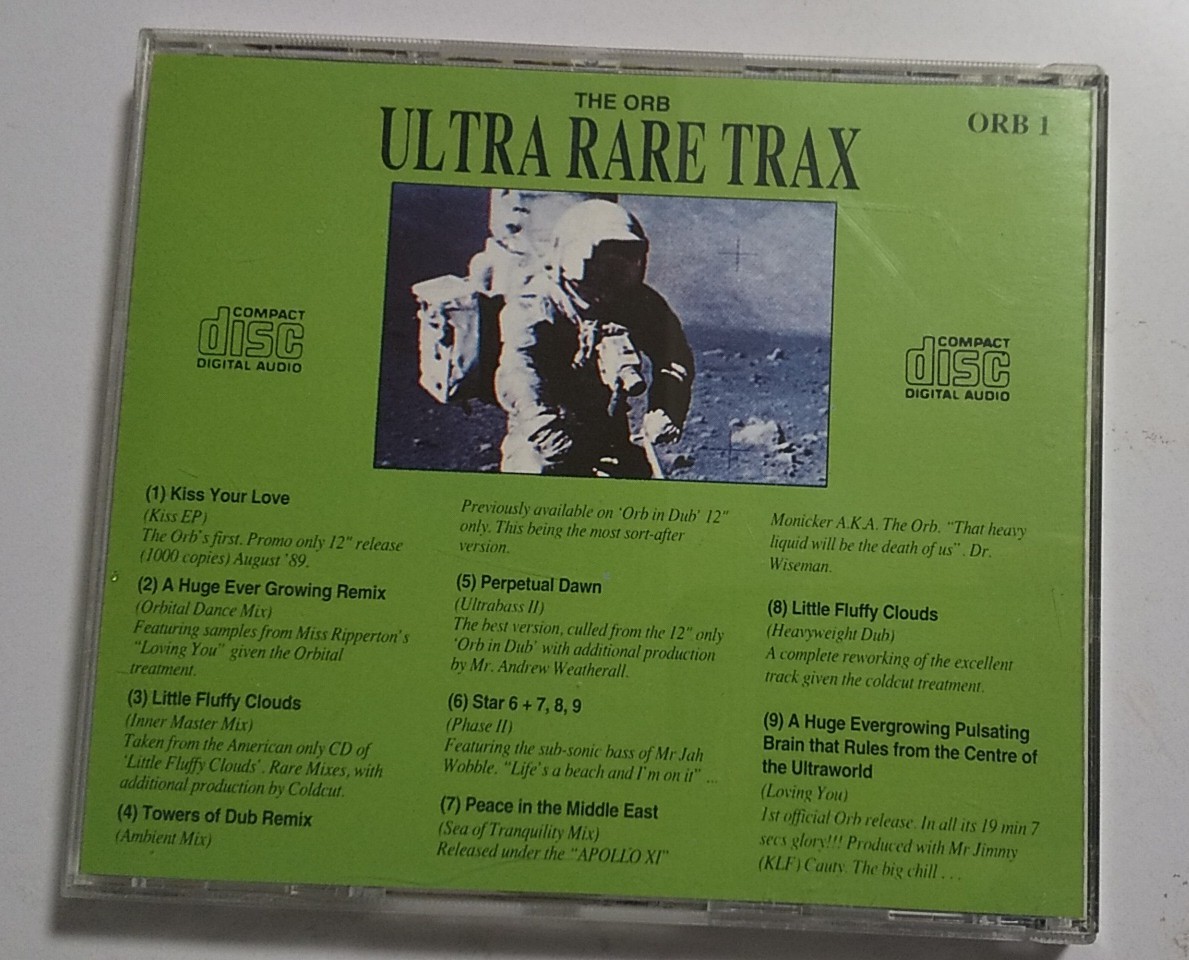 THE ORB
ULTRA RARE TRAX
ORB 1
COMPACT
disc
DIGITAL AUDIO
COMPACT
disc
DIGITAL AUDIO
(1) Kiss Your Love
(Kiss EP)
The Orb's first. Promo only 12" release
(1000 copies) August '89.
(2) A Huge Ever Growing Remix
(Orbital Dance Mix)
Featuring samples from Miss Ripperton's
"Loving You" given the Orbital
treatment.
(3) Little Fluffy Clouds
(Inner Master Mix)
Taken from the American only CD of
'Little Fluffy Clouds'. Rare Mixes, with
additional production by Coldcut.
(4) Towers of Dub Remix
(Ambient Mix)
Previously available on 'Orb in Dub' 12"
only. This being the most sort-after
version.
(5) Perpetual Dawn
(Ultrabass II)
The best version, culled from the 12" only
'Orb in Dub' with additional production
by Mr. Andrew Weatherall.
(6) Star 6 + 7, 8, 9
(Phase II)
Featuring the sub-sonic bass of Mr Jah
Wobble. "Life's a beach and I'm on it" ...
(7) Peace in the Middle East
(Sea of Tranquility Mix)
Released under the "APOLLO XI"
Monicker A.K.A. The Orb. "That heavy
liquid will be the death of us". Dr.
Wiseman.
(8) Little Fluffy Clouds
(Heavyweight Dub)
A complete reworking of the excellent
track given the coldcut treatment.
(9) A Huge Evergrowing Pulsating
Brain that Rules from the Centre of
the Ultraworld
(Loving You)
1st official Orb release. In all its 19 min 7
secs glory!!! Produced with Mr Jimmy
(KLF) Cauty. The big chill . . .